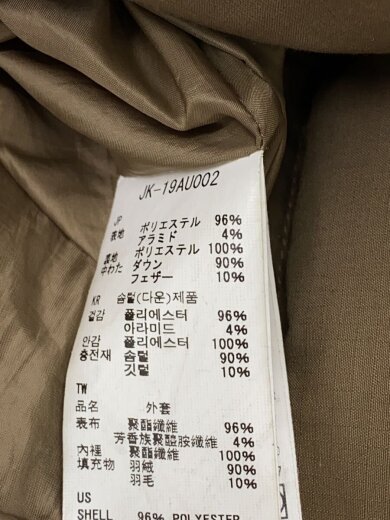 JK-19AU002
JP
表地 ポリエステル 96%
アラミド 4%
裏地 ポリエステル 100%
中わた ダウン 90%
フェザー 10%
KR 솜털(다운)제품
겉감 폴리에스터 96%
아라미드 4%
안감 폴리에스터 100%
충전재 솜털 90%
깃털 10%
TW
品名 外套
表布 聚酯纖維 96%
芳香族聚醯胺纖維 4%
內裡 聚酯纖維 100%
填充物 羽絨 90%
羽毛 10%
US
SHELL 96% POLYESTER